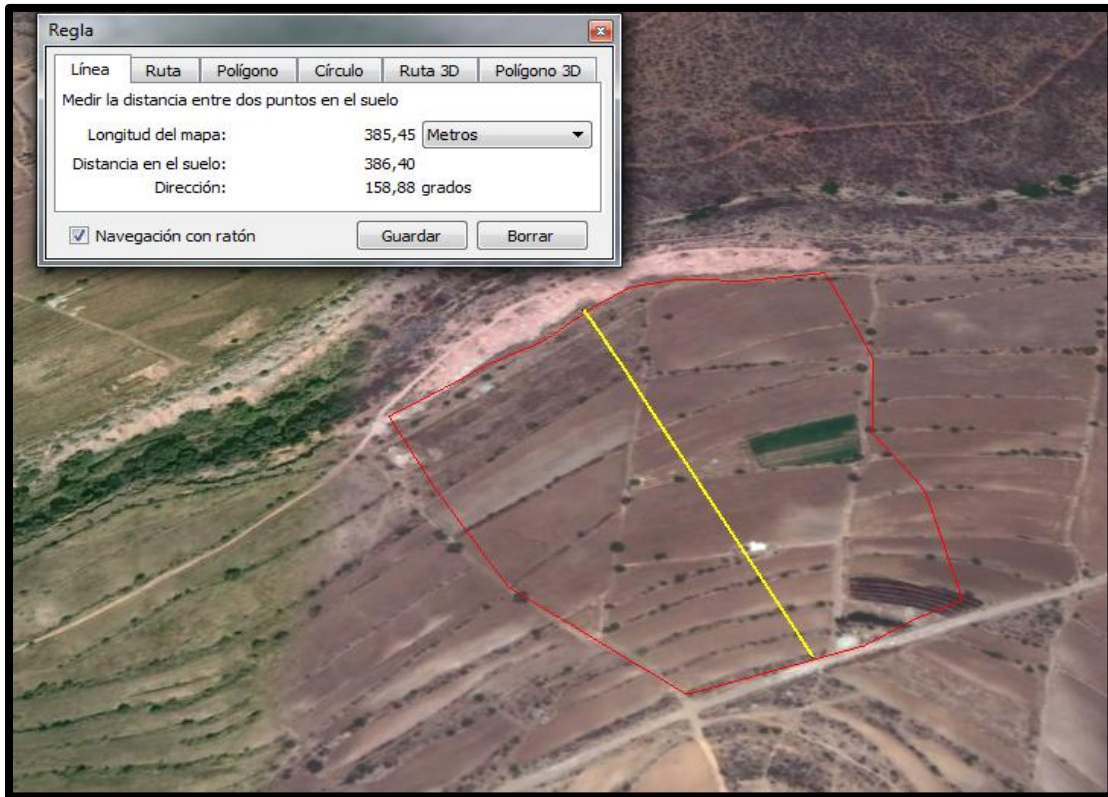 Regla
Línea Ruta Polígono Círculo Ruta 3D Polígono 3D
Medir la distancia entre dos puntos en el suelo
Longitud del mapa: 385,45 Metros
Distancia en el suelo: 386,40
Dirección: 158,88 grados
Navegación con ratón Guardar Borrar